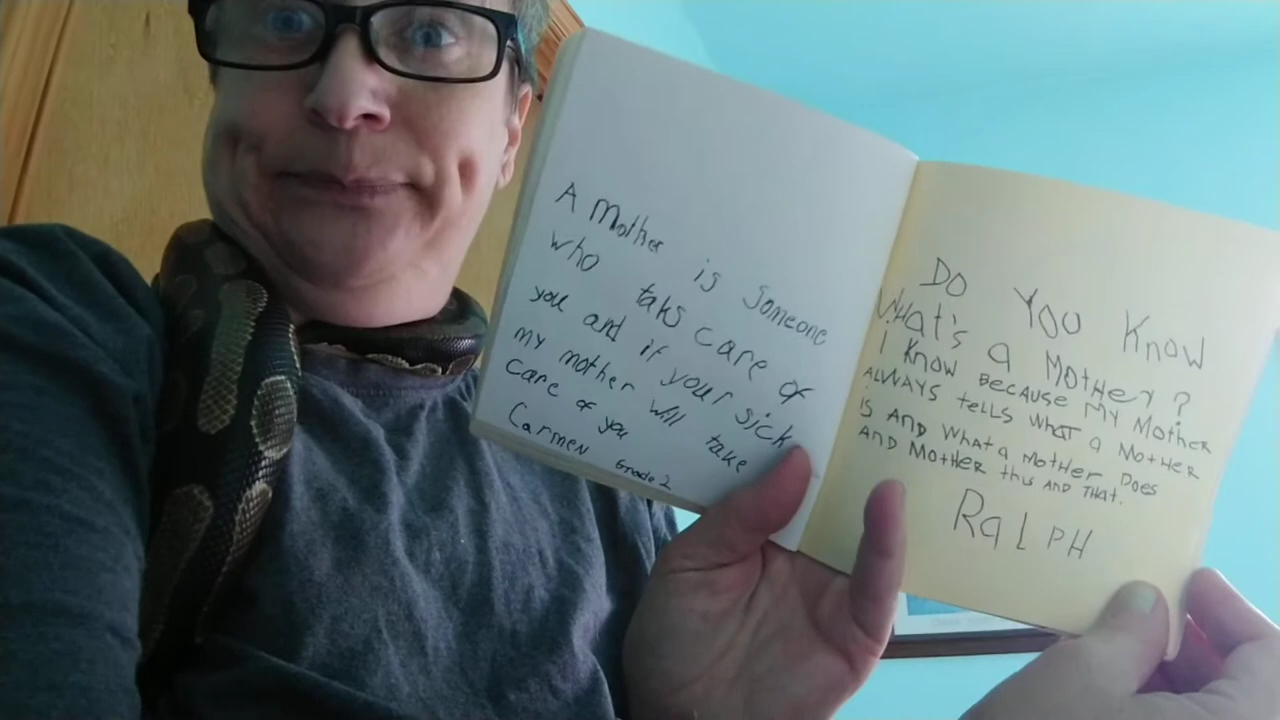 A Mother is Someone
who taks care of
you and if your sick
my mother will take
care of you
Carmen Grade 2
Do You Know
What's a Mother?
I Know BECAUSE MY MOTHER
ALWAYS tELLS WHAT a MOTHER
IS AND WHAT a MOTHER DOES
AND MOTHER this AND THAT.
RaLPH